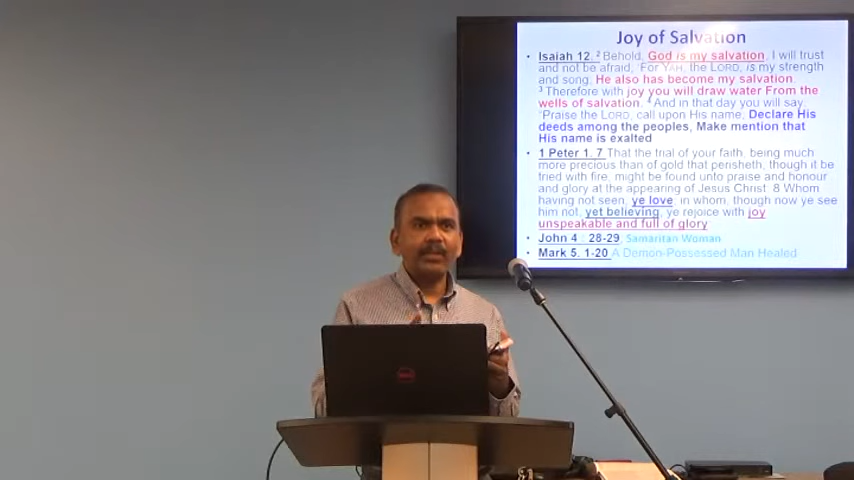 Joy of Salvation
• Isaiah 12. 2 Behold, God is my salvation, I will trust
and not be afraid; 'For YAH, the LORD, is my strength
and song; He also has become my salvation.
3 Therefore with joy you will draw water From the
wells of salvation. 4 And in that day you will say,
'Praise the LORD, call upon His name; Declare His
deeds among the peoples, Make mention that
His name is exalted
• 1 Peter 1. 7 That the trial of your faith, being much
more precious than of gold that perisheth, though it be
tried with fire, might be found unto praise and honour
and glory at the appearing of Jesus Christ: 8 Whom
having not seen, ye love; in whom, though now ye see
him not, yet believing, ye rejoice with joy
unspeakable and full of glory
• John 4 : 28-29, Samaritan Woman
• Mark 5. 1-20 A Demon-Possessed Man Healed
DELL